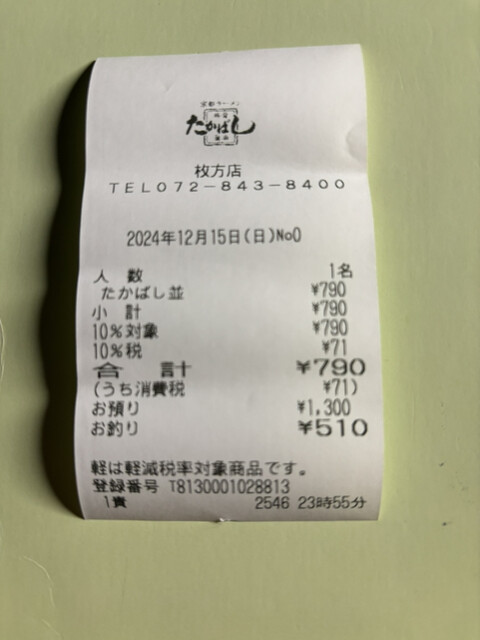 京都ラーメン
たかばし
枚方店
TEL072-843-8400
2024年12月15日(日)No0
人 数 1名
たかばし並 ¥790
小 計 ¥790
10%対象 ¥790
10%税 ¥71
合 計 ¥790
(うち消費税 ¥71)
お預り ¥1,300
お釣り ¥510
軽は軽減税率対象商品です。
登録番号 T8130001028813
1責 2546 23時55分